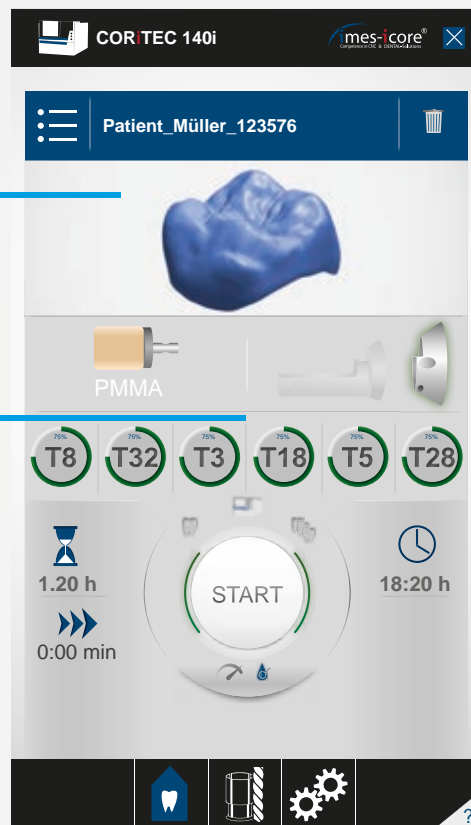 CORiTEC 140i
imes-icore®
Competence in CNC & DENTAL-Solutions
Patient_Müller_123576
PMMA
75% 75% 75% 75% 75% 75%
T8 T32 T3 T18 T5 T28
1.20 h
START
18:20 h
0:00 min
?